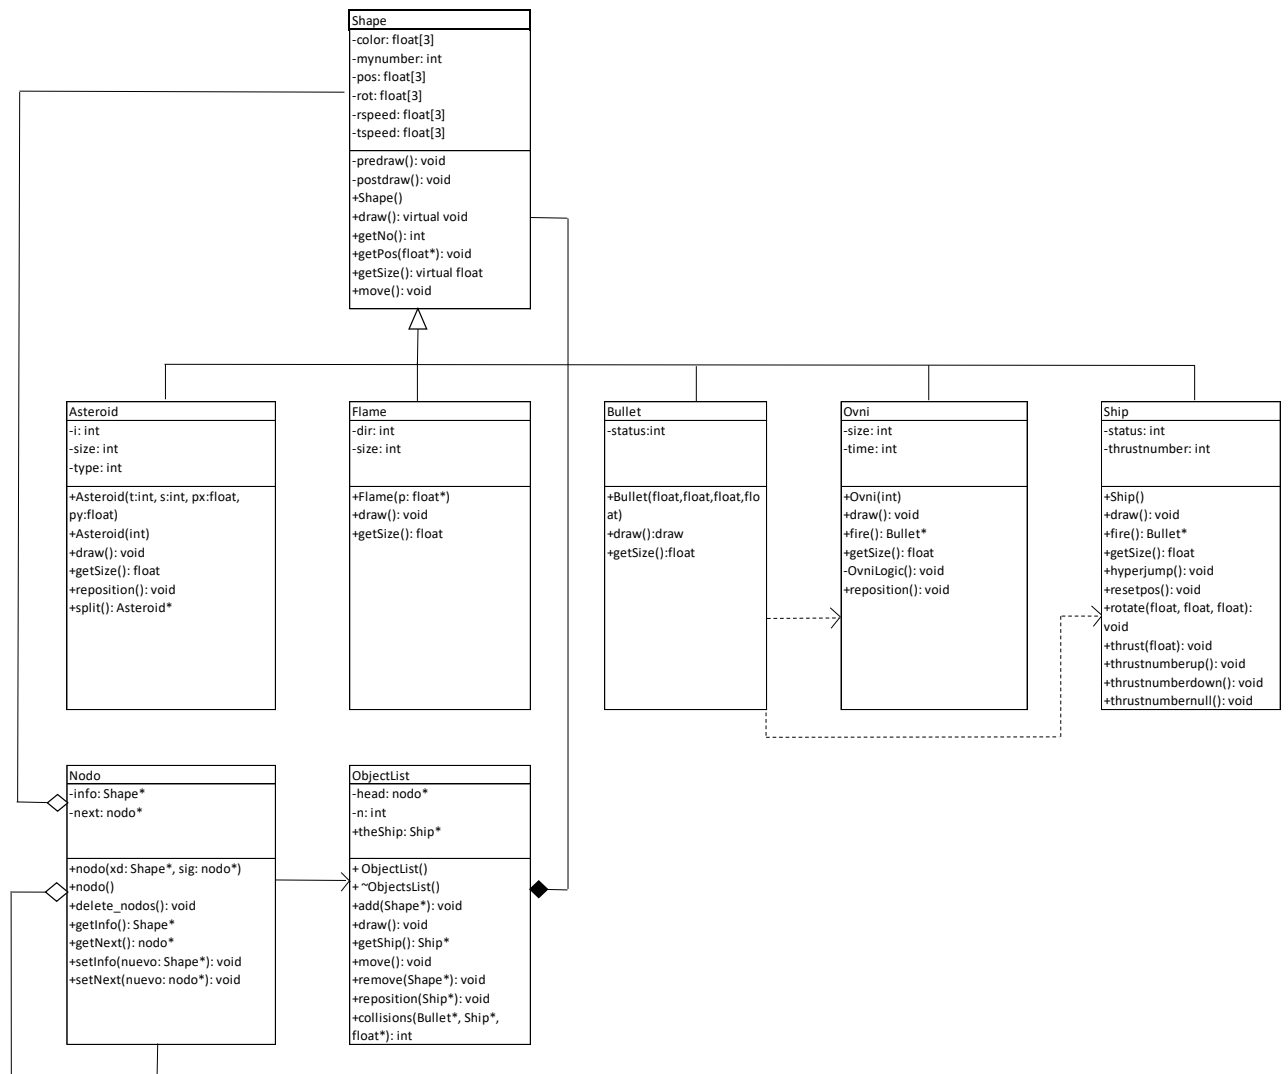 Shape
-color: float[3]
-mynumber: int
-pos: float[3]
-rot: float[3]
-rspeed: float[3]
-tspeed: float[3]
-predraw(): void
-postdraw(): void
+Shape()
+draw(): virtual void
+getNo(): int
+getPos(float*): void
+getSize(): virtual float
+move(): void
Asteroid
-i: int
-size: int
-type: int
+Asteroid(t:int, s:int, px:float,
py:float)
+Asteroid(int)
+draw(): void
+getSize(): float
+reposition(): void
+split(): Asteroid*
Flame
-dir: int
-size: int
+Flame(p: float*)
+draw(): void
+getSize(): float
Bullet
-status:int
+Bullet(float,float,float,flo
at)
+draw():draw
+getSize():float
Ovni
-size: int
-time: int
+Ovni(int)
+draw(): void
+fire(): Bullet*
+getSize(): float
-OvniLogic(): void
+reposition(): void
Ship
-status: int
-thrustnumber: int
+Ship()
+draw(): void
+fire(): Bullet*
+getSize(): float
+hyperjump(): void
+resetpos(): void
+rotate(float, float, float):
void
+thrust(float): void
+thrustnumberup(): void
+thrustnumberdown(): void
+thrustnumbernull(): void
Nodo
-info: Shape*
-next: nodo*
+nodo(xd: Shape*, sig: nodo*)
+nodo()
+delete_nodos(): void
+getInfo(): Shape*
+getNext(): nodo*
+setInfo(nuevo: Shape*): void
+setNext(nuevo: nodo*): void
ObjectList
-head: nodo*
-n: int
+theShip: Ship*
+ ObjectList()
+ ~ObjectsList()
+add(Shape*): void
+draw(): void
+getShip(): Ship*
+move(): void
+remove(Shape*): void
+reposition(Ship*): void
+collisions(Bullet*, Ship*,
float*): int